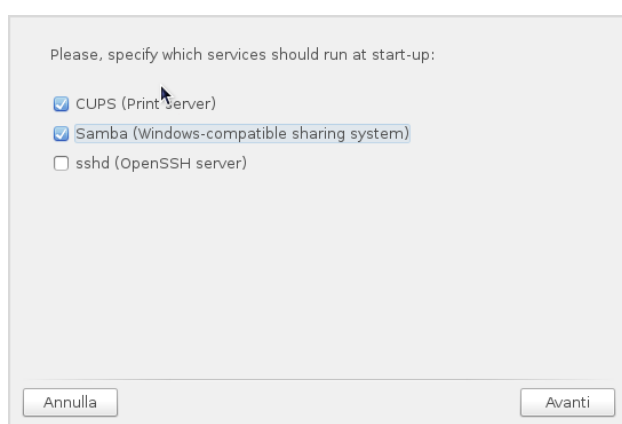 Please, specify which services should run at start-up:
CUPS (Print Server)
Samba (Windows-compatible sharing system)
sshd (OpenSSH server)
Annulla
Avanti